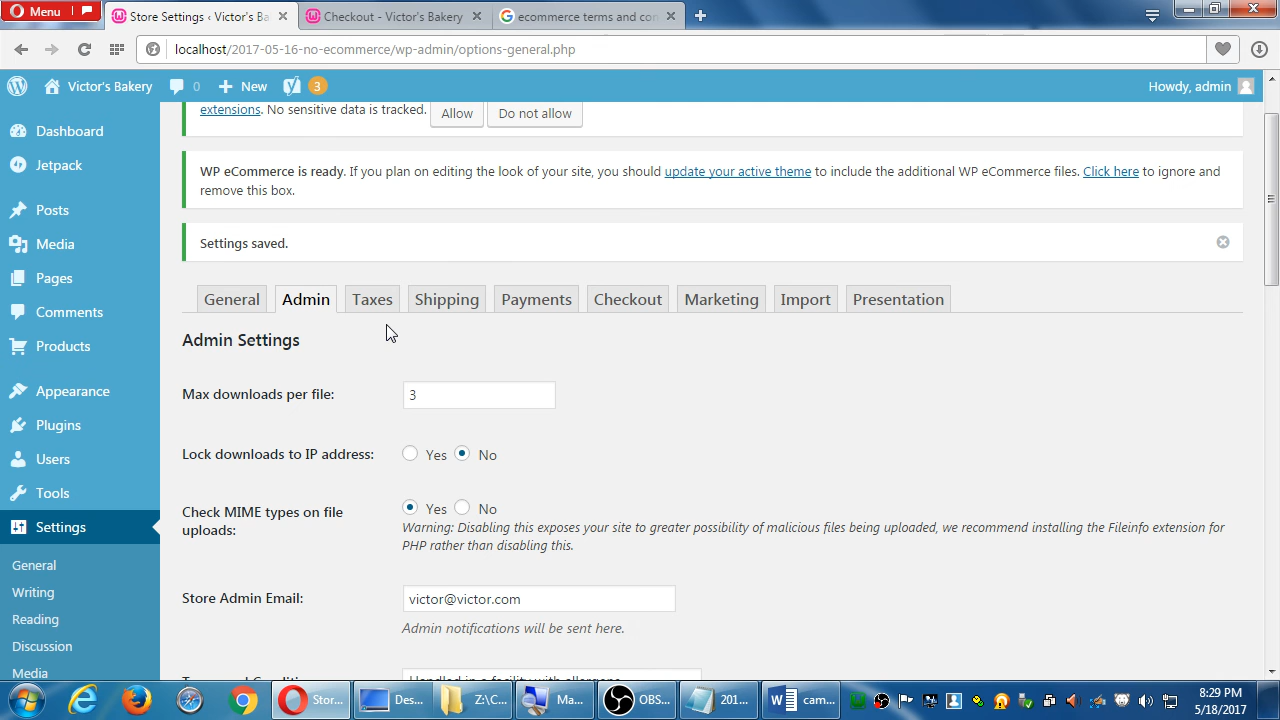 Menu
Store Settings ‹ Victor's Ba
Checkout - Victor's Bakery
ecommerce terms and con
localhost/2017-05-16-no-ecommerce/wp-admin/options-general.php
Victor's Bakery
0
New
3
Howdy, admin
extensions. No sensitive data is tracked.
Allow
Do not allow
WP eCommerce is ready. If you plan on editing the look of your site, you should update your active theme to include the additional WP eCommerce files. Click here to ignore and
remove this box.
Settings saved.
General
Admin
Taxes
Shipping
Payments
Checkout
Marketing
Import
Presentation
Admin Settings
Max downloads per file:
3
Lock downloads to IP address:
Yes
No
Check MIME types on file
uploads:
Yes
No
Warning: Disabling this exposes your site to greater possitity of malicious files being uploaded, we recommend installing the Fileinfo extension for
PHP rather than disabling this.
Store Admin Email:
victor@victor.com
Admin notifications will be sent here.
Dashboard
Jetpack
Posts
Media
Pages
Comments
Products
Appearance
Plugins
Users
Tools
Settings
General
Writing
Reading
Discussion
Media
Stor...
Des...
Z:\C...
Ma...
OBS...
201...
cam...
8:29 PM
5/18/2017